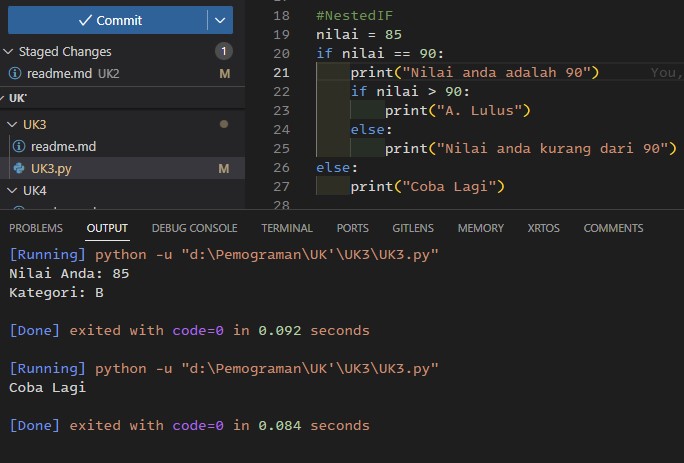 Commit
Staged Changes 1
readme.md UK2 M
UK'
UK3
readme.md
UK3.py M
UK4
18 #NestedIF
19 nilai = 85
20 if nilai == 90:
21 print("Nilai anda adalah 90") You,
22 if nilai > 90:
23 print("A. Lulus")
24 else:
25 print("Nilai anda kurang dari 90")
26 else:
27 print("Coba Lagi")
28
PROBLEMS OUTPUT DEBUG CONSOLE TERMINAL PORTS GITLENS MEMORY XRTOS COMMENTS
[Running] python -u "d:\Pemograman\UK'\UK3\UK3.py"
Nilai Anda: 85
Kategori: B
[Done] exited with code=0 in 0.092 seconds
[Running] python -u "d:\Pemograman\UK'\UK3\UK3.py"
Coba Lagi
[Done] exited with code=0 in 0.084 seconds